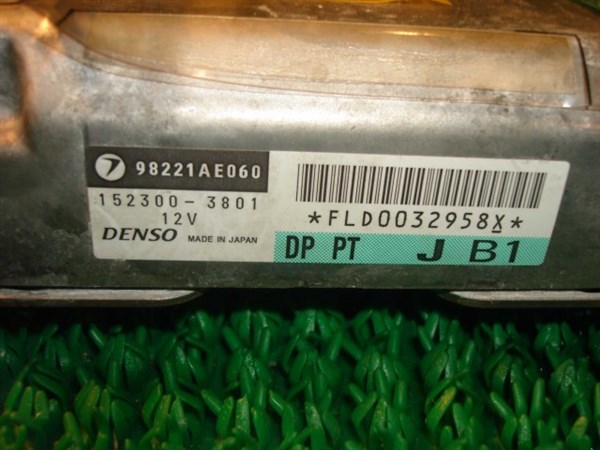 98221AE060
152300-3801
12V
DENSO MADE IN JAPAN
*FLD0032958X*
DP PT J B1